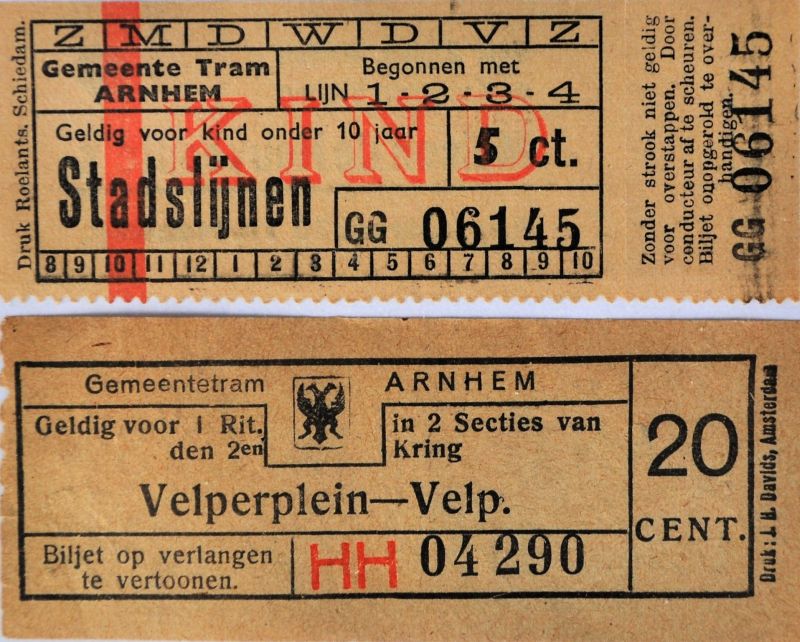 Druk Roelants. Schiedam.
Z M D W D V Z
Gemeente Tram
ARNHEM
Begonnen met
LIJN 1-2-3-4
KIND
Geldig voor kind onder 10 jaar
5 ct.
Stadslijnen
GG 06145
8 9 10 11 12 1 2 3 4 5 6 7 8 9 10
Zonder strook niet geldig
voor overstappen. Door
conducteur af te scheuren.
Biljet onopgerold te over-
handigen.
GG 06145
Gemeentetram ARNHEM
Geldig voor 1 Rit.
den 2en
in 2 Secties van
Kring
Velperplein—Velp.
20
CENT.
Biljet op verlangen
te vertoonen.
HH 04290
Druk: J. H. Davids, Amsterdam